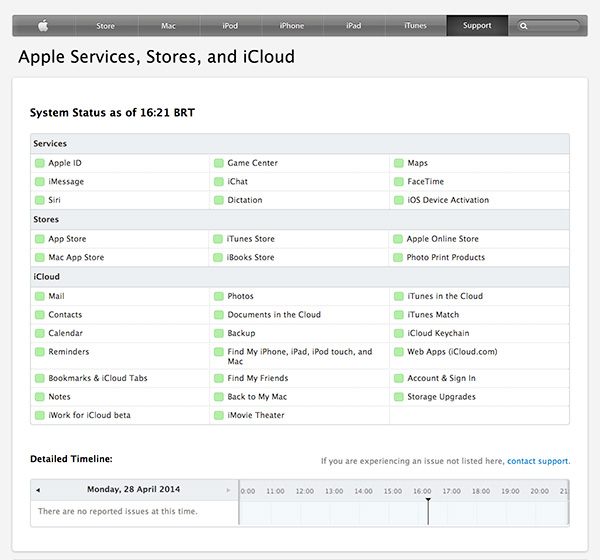 Store Mac iPod iPhone iPad iTunes Support
Apple Services, Stores, and iCloud
System Status as of 16:21 BRT
Services
Apple ID Game Center Maps
iMessage iChat FaceTime
Siri Dictation iOS Device Activation
Stores
App Store iTunes Store Apple Online Store
Mac App Store iBooks Store Photo Print Products
iCloud
Mail Photos iTunes in the Cloud
Contacts Documents in the Cloud iTunes Match
Calendar Backup iCloud Keychain
Reminders Find My iPhone, iPad, iPod touch, and Web Apps (iCloud.com)
Mac
Bookmarks & iCloud Tabs Find My Friends Account & Sign In
Notes Back to My Mac Storage Upgrades
iWork for iCloud beta iMovie Theater
Detailed Timeline: If you are experiencing an issue not listed here, contact support.
Monday, 28 April 2014 0:00 11:00 12:00 13:00 14:00 15:00 16:00 17:00 18:00 19:00 20:00 21
There are no reported issues at this time.